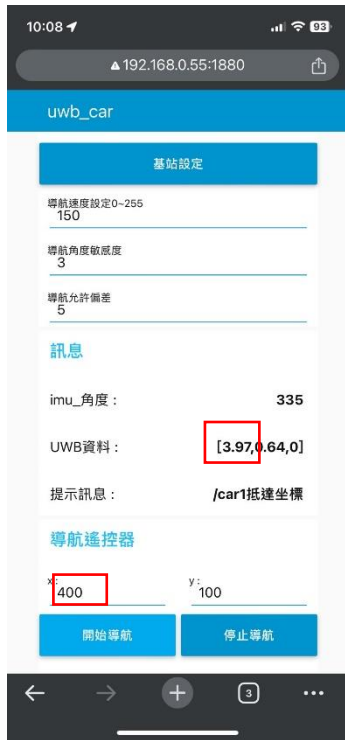 10:08
93
192.168.0.55:1880
uwb_car
基站設定
導航速度設定0~255
150
導航角度敏感度
3
導航允許偏差
5
訊息
imu_角度： 335
UWB資料： [3.97,0.64,0]
提示訊息： /car1抵達坐標
導航遙控器
x： y：
400 100
開始導航 停止導航
3